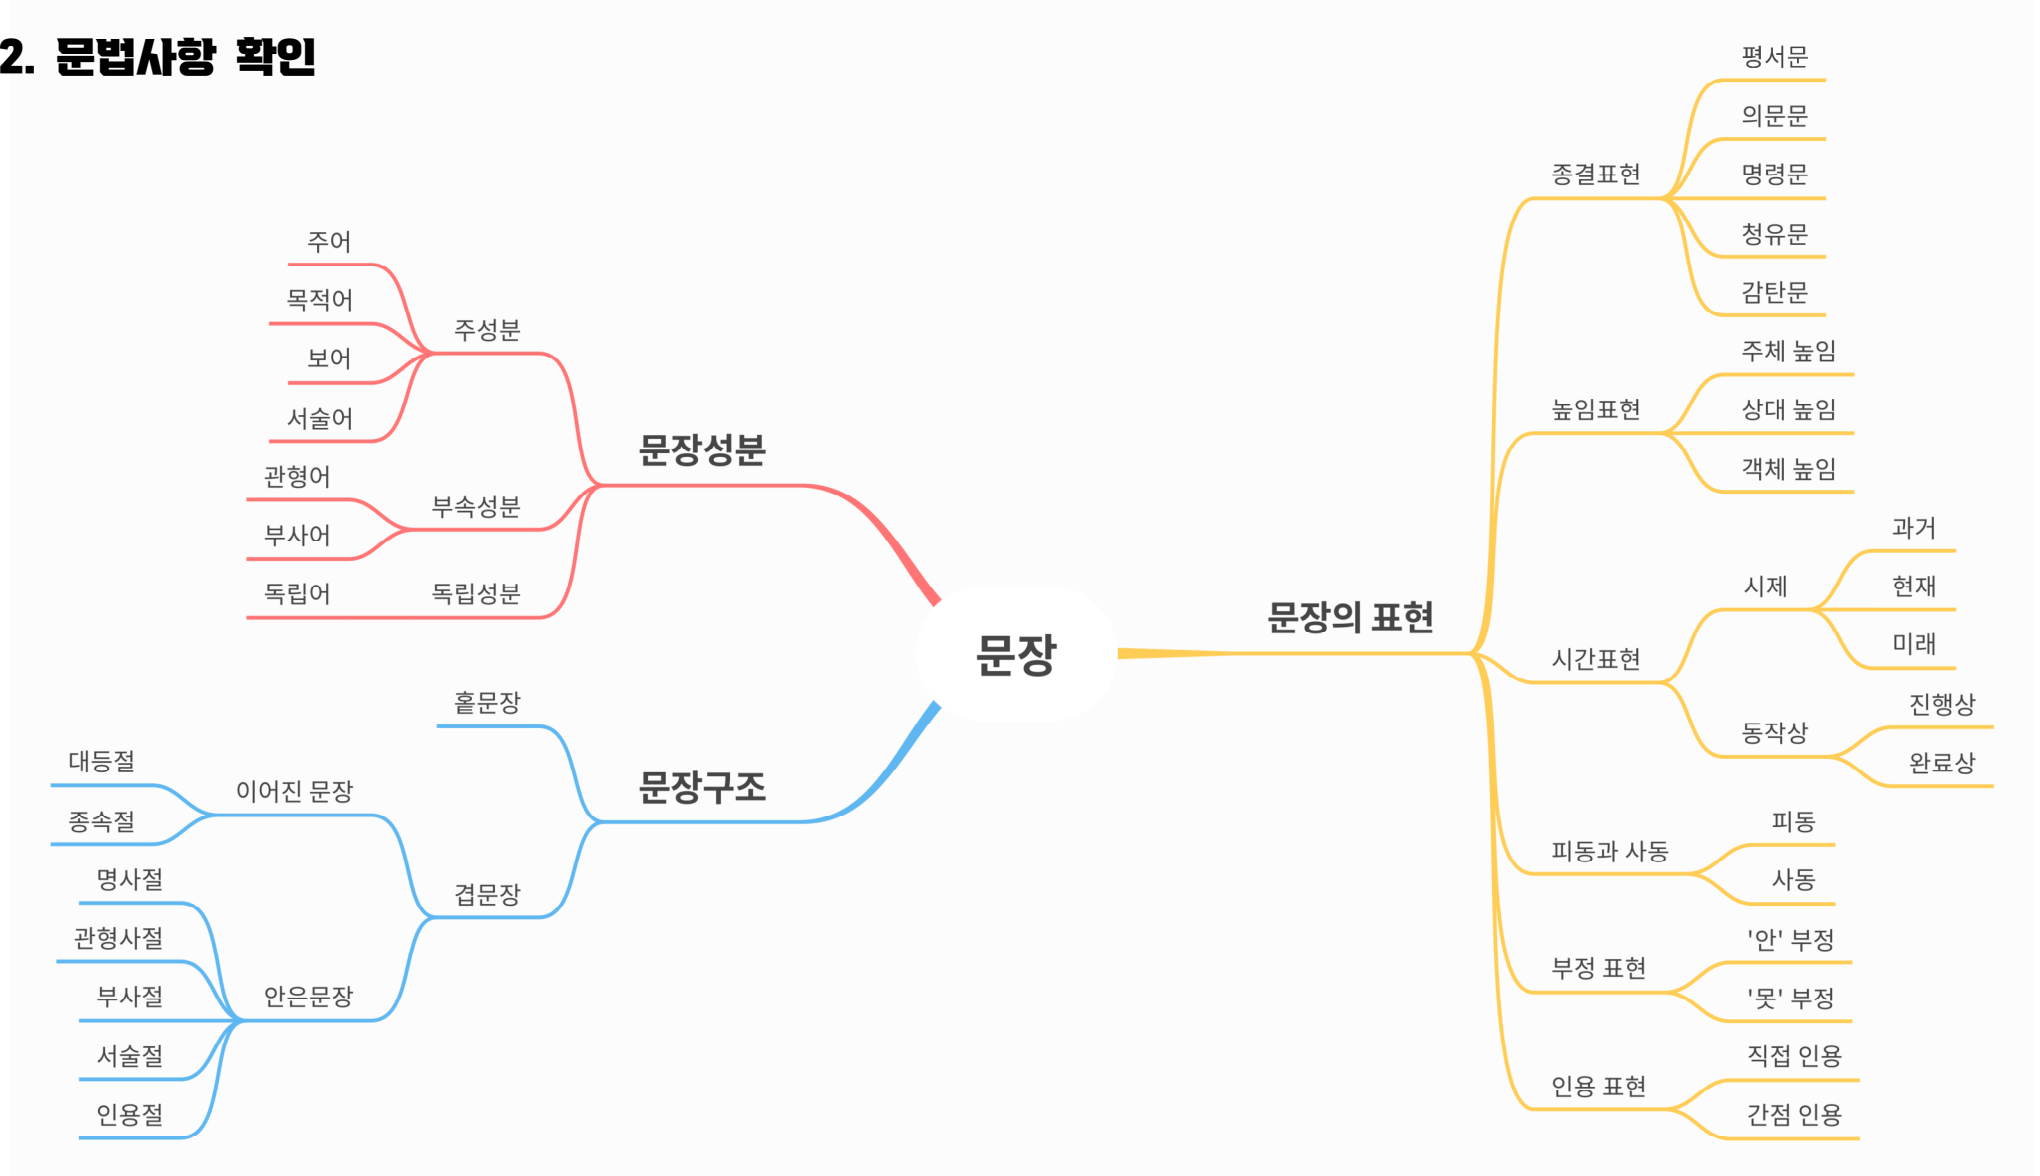 2. 문법사항 확인
문장
문장성분
주성분
주어
목적어
보어
서술어
부속성분
관형어
부사어
독립성분
독립어
문장구조
홑문장
겹문장
이어진 문장
대등절
종속절
안은문장
명사절
관형사절
부사절
서술절
인용절
문장의 표현
종결표현
평서문
의문문
명령문
청유문
감탄문
높임표현
주체 높임
상대 높임
객체 높임
시간표현
시제
과거
현재
미래
동작상
진행상
완료상
피동과 사동
피동
사동
부정 표현
'안' 부정
'못' 부정
인용 표현
직접 인용
간점 인용